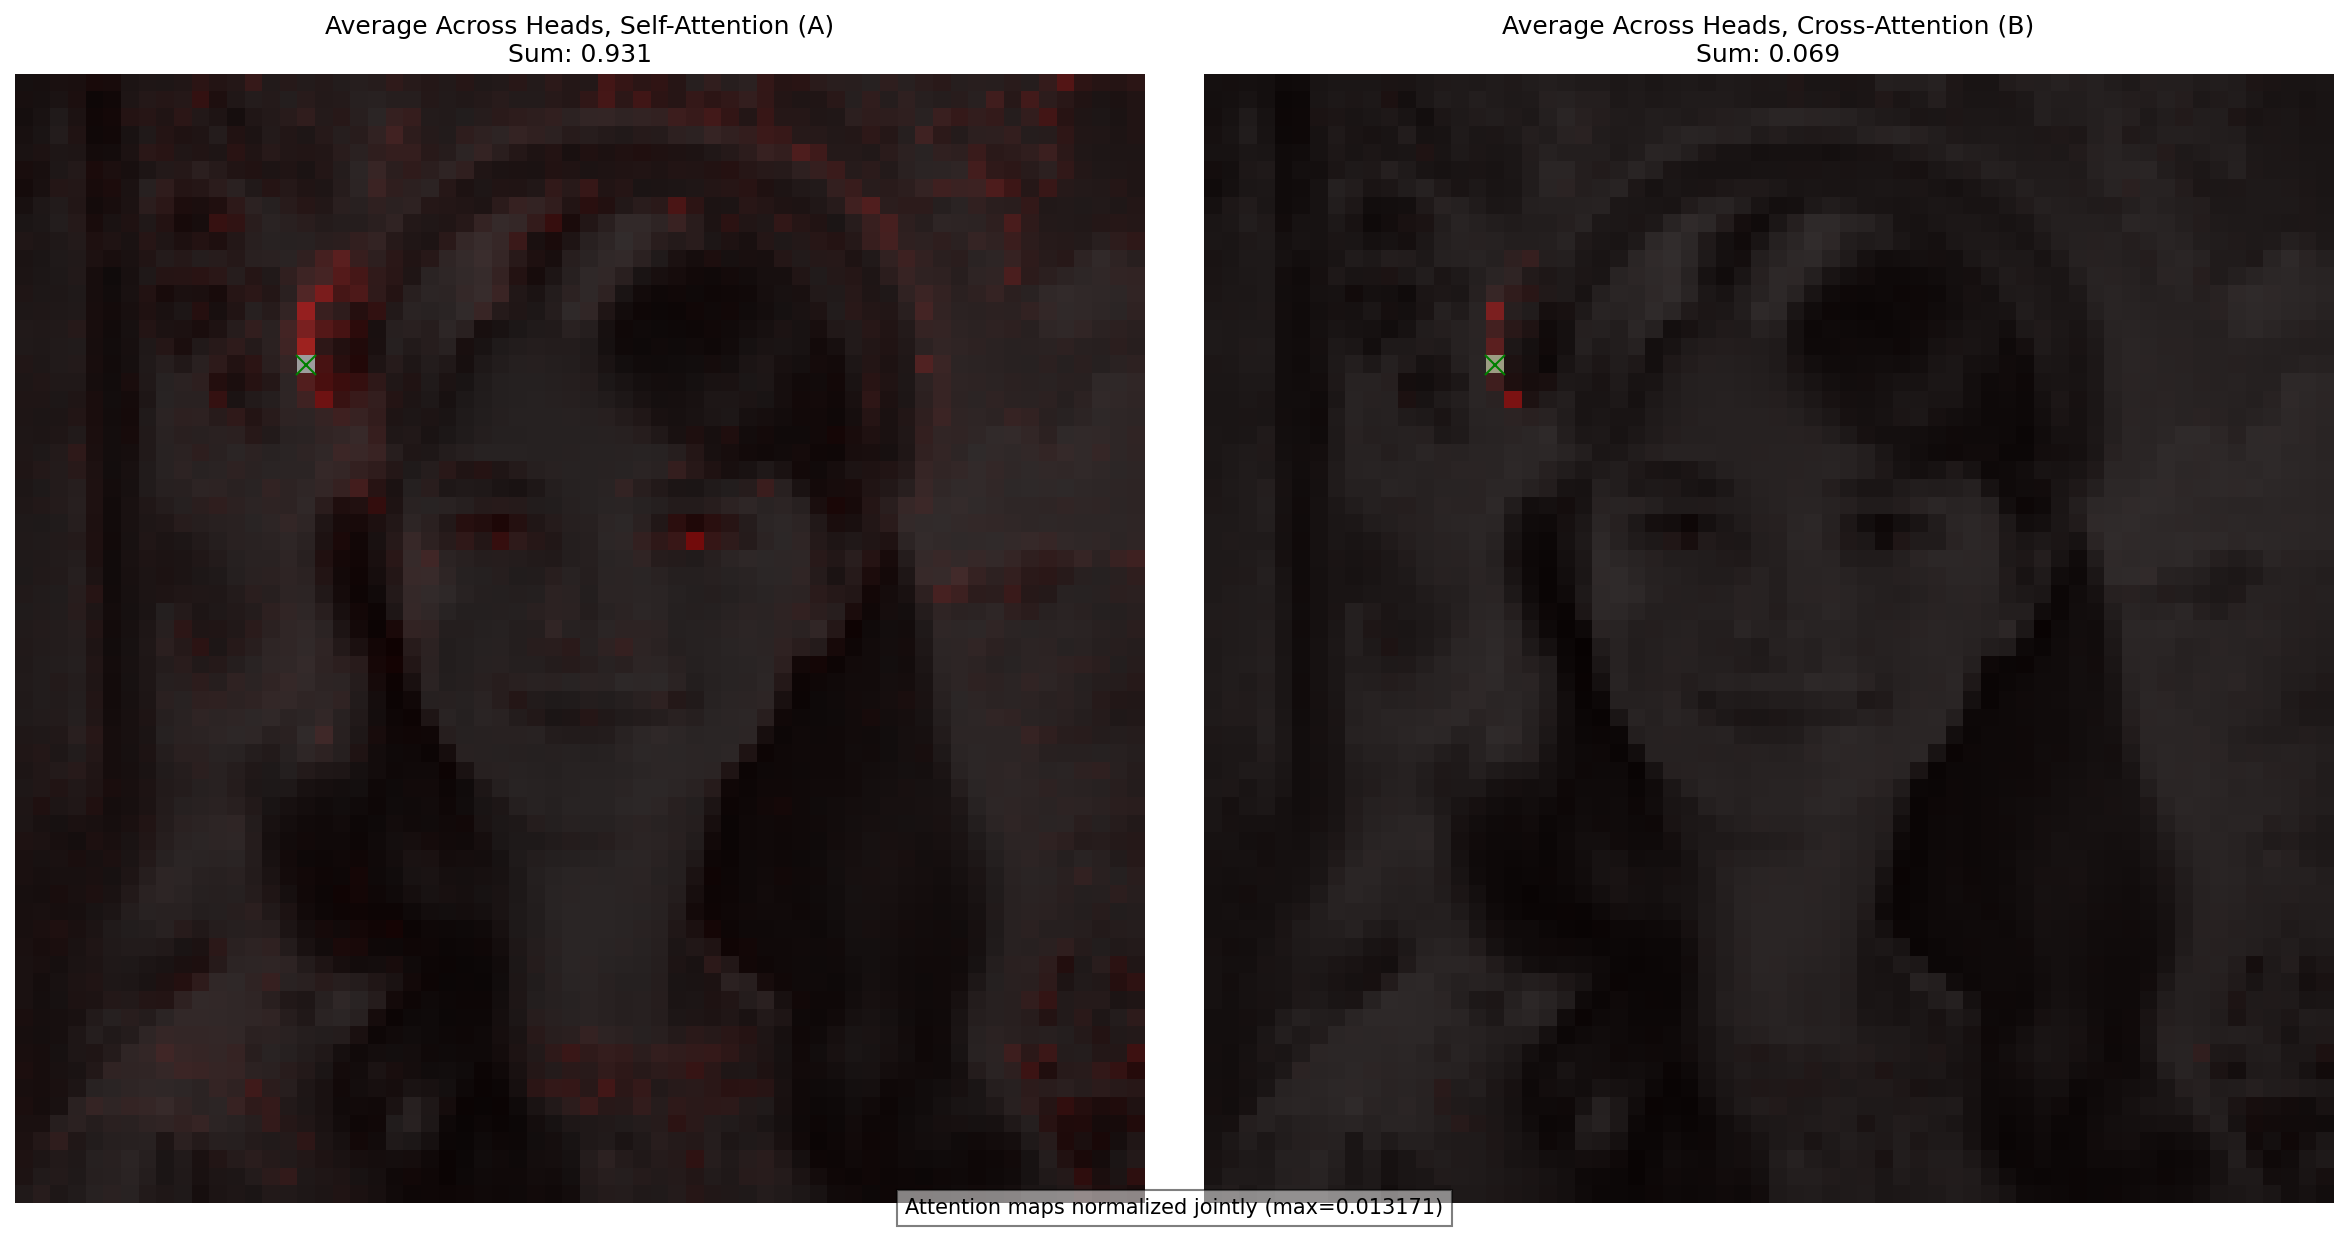 Average Across Heads, Self-Attention (A)
Sum: 0.931
Average Across Heads, Cross-Attention (B)
Sum: 0.069
Attention maps normalized jointly (max=0.013171)